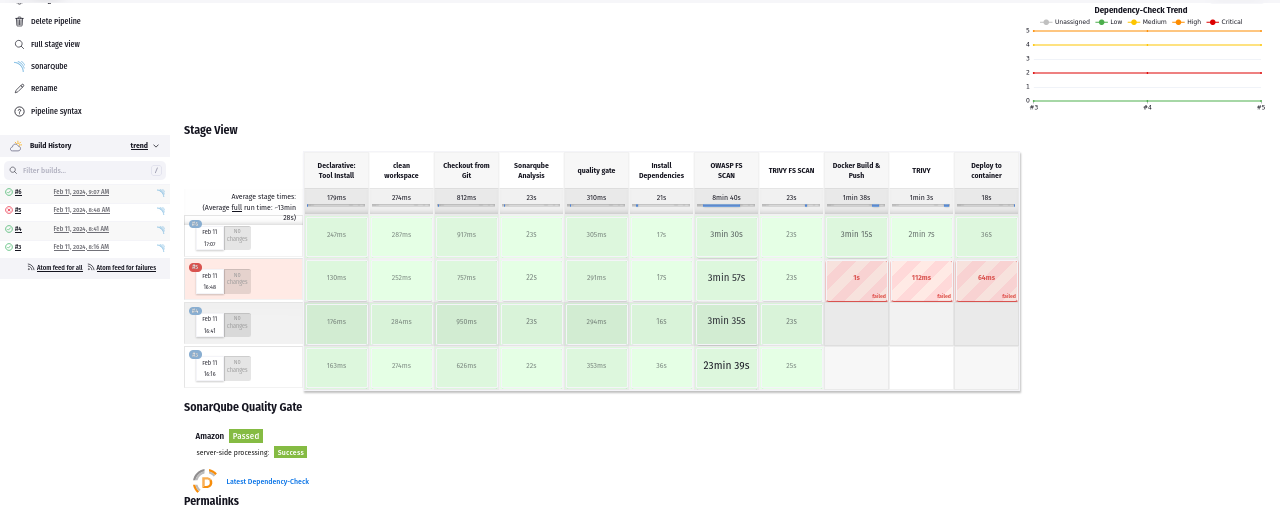 Delete Pipeline
Full Stage View
SonarQube
Rename
Pipeline Syntax
Build History
trend
Filter builds...
/
#6
Feb 11, 2024, 9:07 AM
#5
Feb 11, 2024, 8:48 AM
#4
Feb 11, 2024, 8:41 AM
#3
Feb 11, 2024, 8:16 AM
Atom feed for all
Atom feed for failures
Dependency-Check Trend
Unassigned
Low
Medium
High
Critical
5
4
3
2
1
0
#3
#4
#5
Stage View
Declarative: Tool Install
clean workspace
Checkout from Git
Sonarqube Analysis
quality gate
Install Dependencies
OWASP FS SCAN
TRIVY FS SCAN
Docker Build & Push
TRIVY
Deploy to container
Average stage times:
(Average full run time: ~13min 28s)
179ms
274ms
812ms
23s
310ms
21s
8min 40s
23s
1min 38s
1min 3s
18s
Feb 11
17:07
No changes
247ms
287ms
917ms
23s
305ms
17s
3min 30s
23s
3min 15s
2min 7s
36s
#5
Feb 11
16:48
No changes
130ms
252ms
757ms
22s
291ms
17s
3min 57s
23s
1s
failed
112ms
failed
64ms
failed
#4
Feb 11
16:41
No changes
176ms
284ms
950ms
23s
294ms
16s
3min 35s
23s
#3
Feb 11
16:16
No changes
163ms
274ms
626ms
22s
353ms
36s
23min 39s
25s
SonarQube Quality Gate
Amazon
Passed
server-side processing:
Success
Latest Dependency-Check
Permalinks